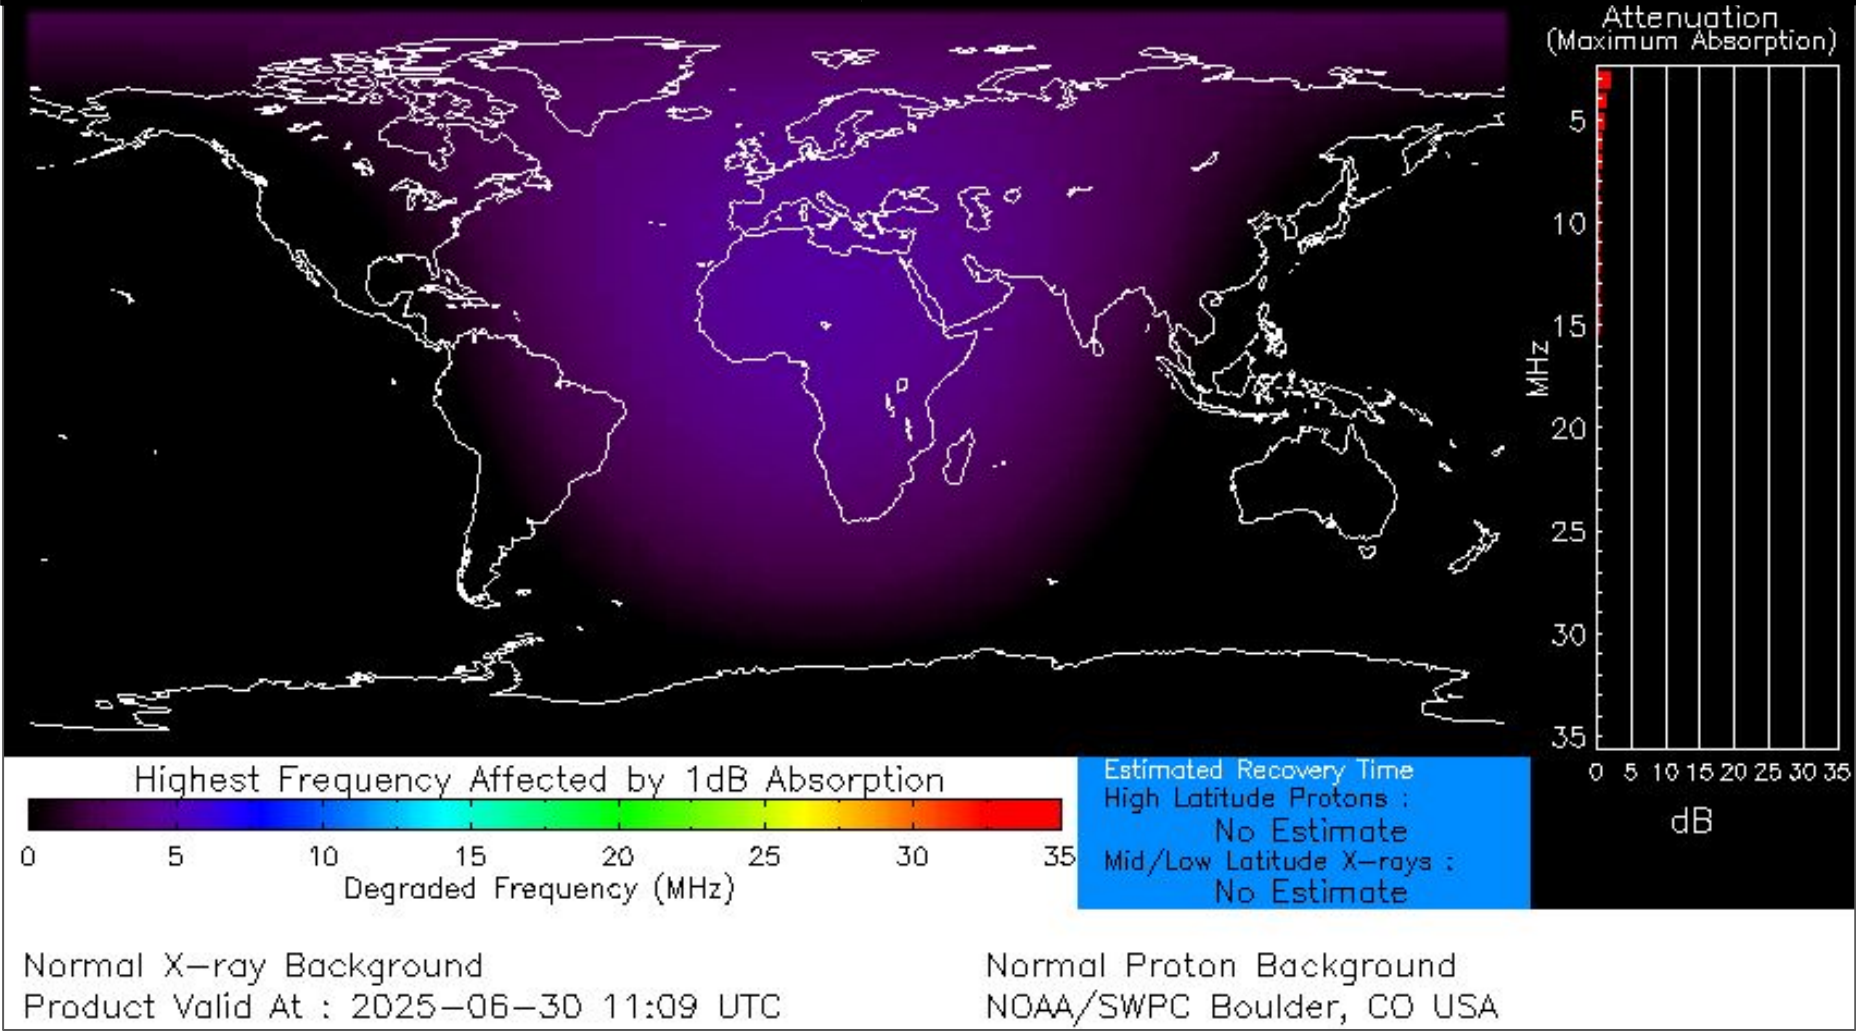 Attenuation
(Maximum Absorption)
5
10
15
20
25
30
35
MHz
0 5 10 15 20 25 30 35
dB
Highest Frequency Affected by 1dB Absorption
0 5 10 15 20 25 30 35
Degraded Frequency (MHz)
Estimated Recovery Time
High Latitude Protons :
No Estimate
Mid/Low Latitude X-rays :
No Estimate
Normal X-ray Background
Product Valid At : 2025-06-30 11:09 UTC
Normal Proton Background
NOAA/SWPC Boulder, CO USA